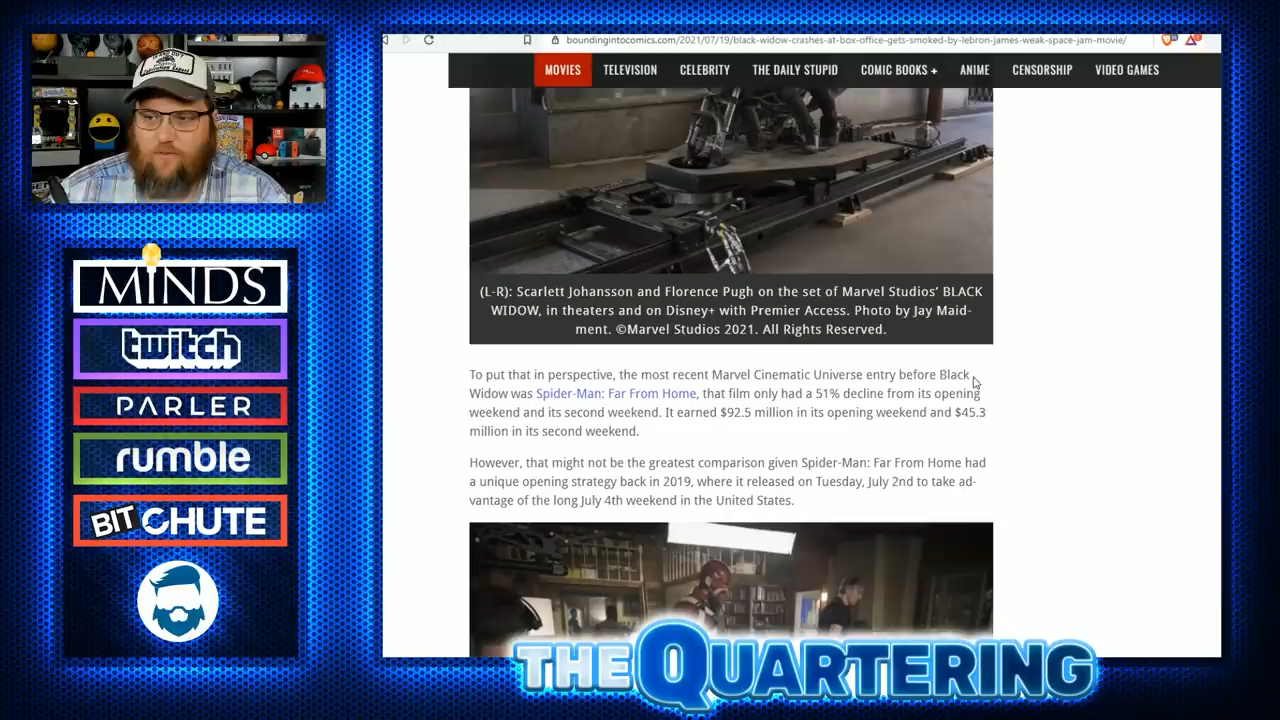 boundingintocomics.com/2021/07/19/black-widow-crashes-at-box-office-gets-smoked-by-lebron-james-weak-space-jam-movie/
MOVIES TELEVISION CELEBRITY THE DAILY STUPID COMIC BOOKS + ANIME CENSORSHIP VIDEO GAMES
(L-R): Scarlett Johansson and Florence Pugh on the set of Marvel Studios' BLACK
WIDOW, in theaters and on Disney+ with Premier Access. Photo by Jay Maid-
ment. ©Marvel Studios 2021. All Rights Reserved.
To put that in perspective, the most recent Marvel Cinematic Universe entry before Black
Widow was Spider-Man: Far From Home, that film only had a 51% decline from its opening
weekend and its second weekend. It earned $92.5 million in its opening weekend and $45.3
million in its second weekend.
However, that might not be the greatest comparison given Spider-Man: Far From Home had
a unique opening strategy back in 2019, where it released on Tuesday, July 2nd to take ad-
vantage of the long July 4th weekend in the United States.
MINDS
twitch
PARLER
rumble
BITCHUTE
THE QUARTERING